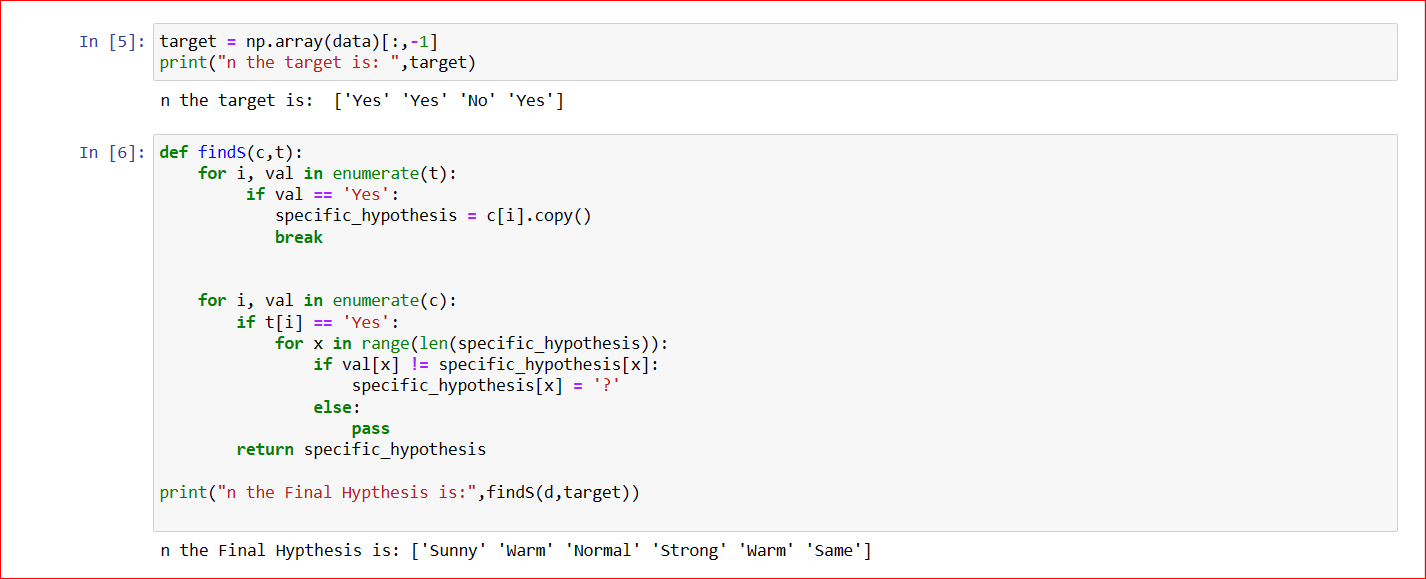 In [5]: target = np.array(data)[:,-1]
print("n the target is: ",target)
n the target is:  ['Yes' 'Yes' 'No' 'Yes']
In [6]: def findS(c,t):
    for i, val in enumerate(t):
         if val == 'Yes':
            specific_hypothesis = c[i].copy()
            break
    for i, val in enumerate(c):
        if t[i] == 'Yes':
            for x in range(len(specific_hypothesis)):
                if val[x] != specific_hypothesis[x]:
                    specific_hypothesis[x] = '?'
                else:
                    pass
        return specific_hypothesis
print("n the Final Hypthesis is:",findS(d,target))
n the Final Hypthesis is: ['Sunny' 'Warm' 'Normal' 'Strong' 'Warm' 'Same']